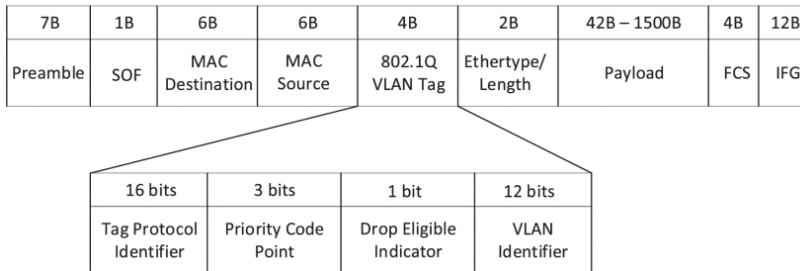 7B 1B 6B 6B 4B 2B 42B – 1500B 4B 12B
Preamble SOF MAC Destination MAC Source 802.1Q VLAN Tag Ethertype/ Length Payload FCS IFG
16 bits 3 bits 1 bit 12 bits
Tag Protocol Identifier Priority Code Point Drop Eligible Indicator VLAN Identifier